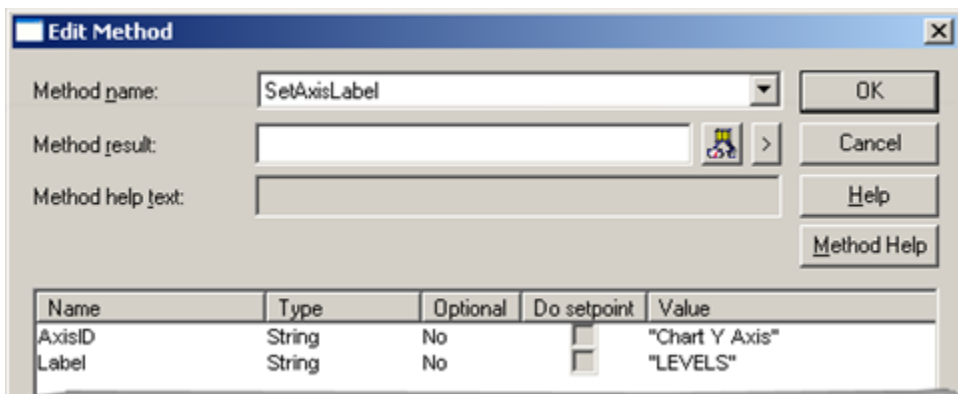 Edit Method
Method name: SetAxisLabel OK
Method result: > Cancel
Method help text: Help
Method Help
Name Type Optional Do setpoint Value
AxisID String No "Chart Y Axis"
Label String No "LEVELS"